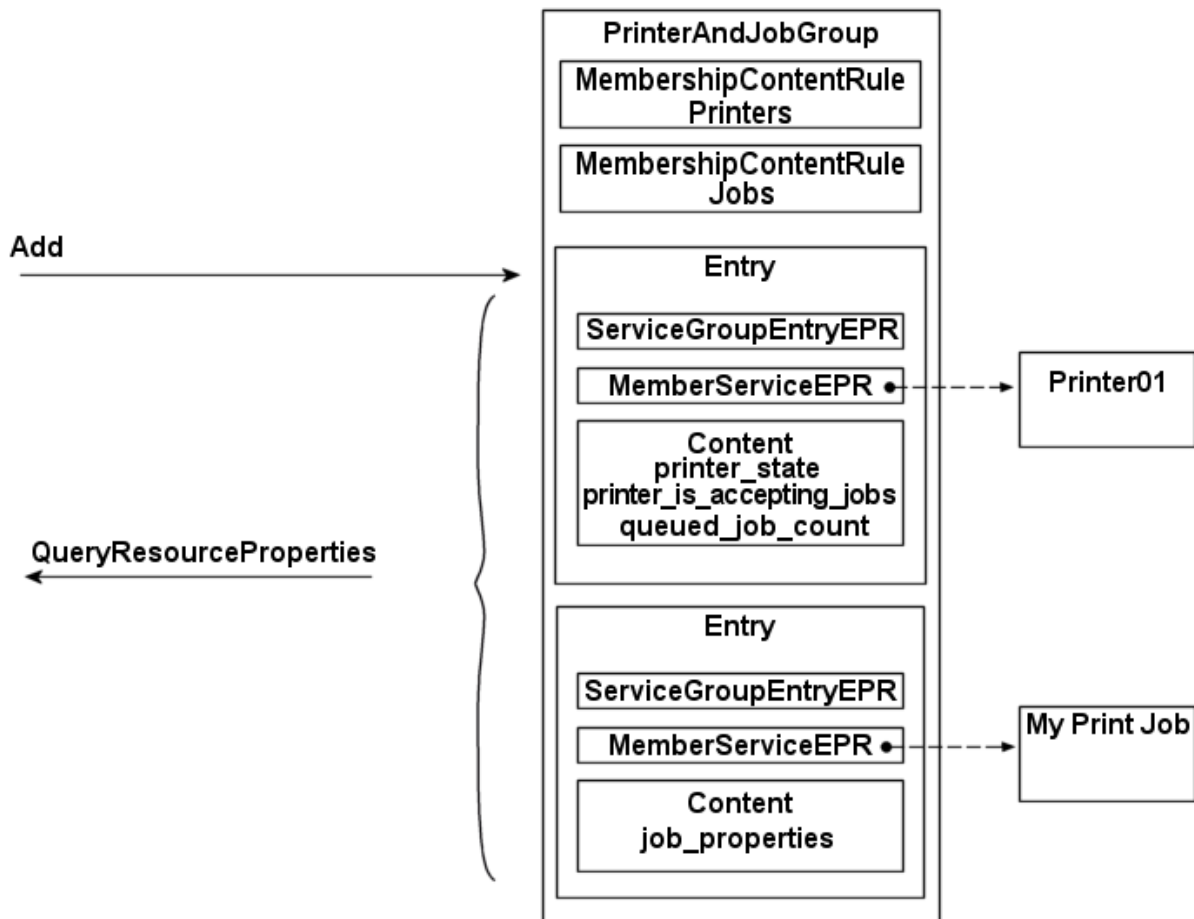 PrinterAndJobGroup
MembershipContentRule
Printers
MembershipContentRule
Jobs
Add
Entry
ServiceGroupEntryEPR
MemberServiceEPR
Printer01
Content
printer_state
printer_is_accepting_jobs
queued_job_count
QueryResourceProperties
Entry
ServiceGroupEntryEPR
MemberServiceEPR
My Print Job
Content
job_properties